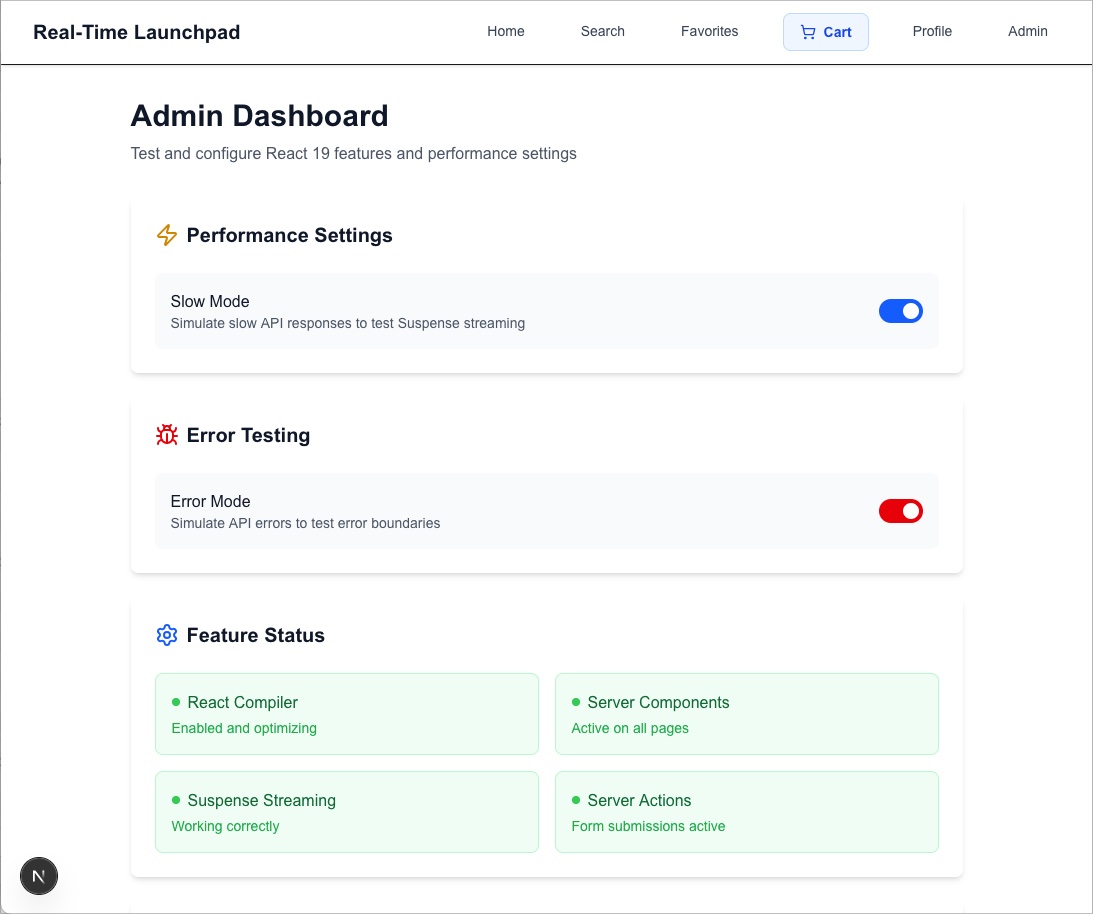 Real-Time Launchpad
Home
Search
Favorites
Cart
Profile
Admin
Admin Dashboard
Test and configure React 19 features and performance settings
Performance Settings
Slow Mode
Simulate slow API responses to test Suspense streaming
Error Testing
Error Mode
Simulate API errors to test error boundaries
Feature Status
React Compiler
Enabled and optimizing
Server Components
Active on all pages
Suspense Streaming
Working correctly
Server Actions
Form submissions active
N